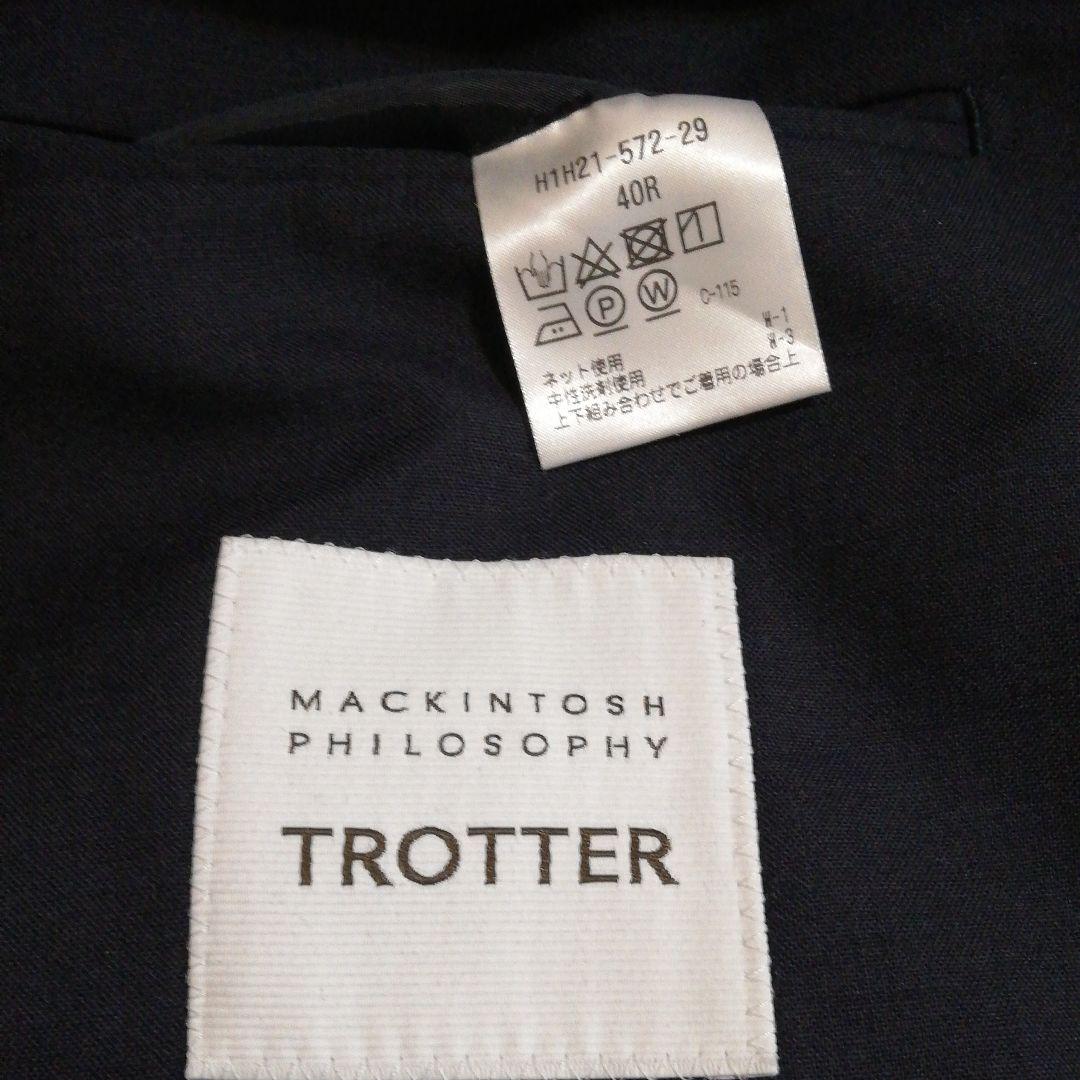 H1H21-572-29
40R
P W C-115
W-1
W-3
ネット使用
中性洗剤使用
上下組み合わせでご着用の場合上
MACKINTOSH
PHILOSOPHY
TROTTER